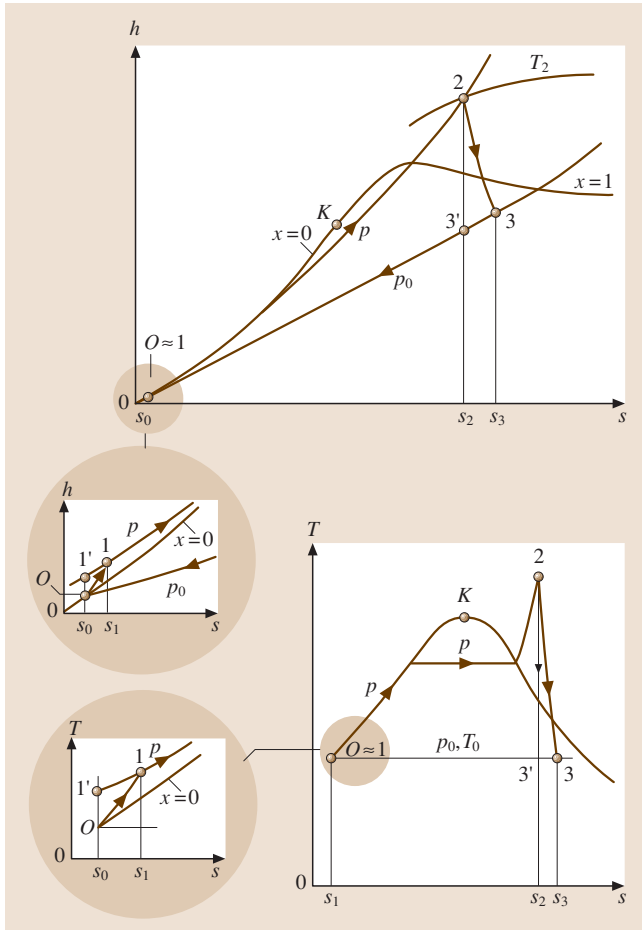 h
T₂
2
x=1
K
x=0
p
3'
3
p₀
O≈1
0
s₀
s₂
s₃
s
h
p
1
x=0
1'
O
p₀
0
s₀
s₁
s
T
2
K
p
p
p₀, T₀
O≈1
3'
3
0
s₁
s₂
s₃
s
T
p
1
1'
x=0
O
0
s₀
s₁
s